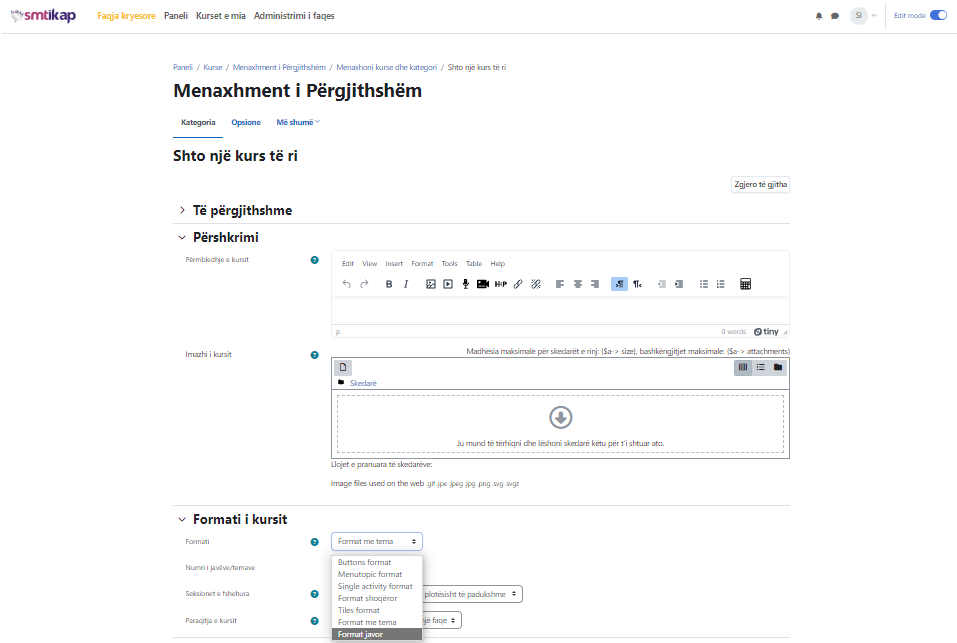 smtikap Faqja kryesore Paneli Kurset e mia Administrimi i faqes SI Edit mode
Paneli / Kurse / Menaxhment i Përgjithshëm / Menaxhoni kurse dhe kategori / Shto një kurs të ri
Menaxhment i Përgjithshëm
Kategoria Opsione Më shumë
Shto një kurs të ri
Zgjero të gjitha
Të përgjithshme
Përshkrimi
Përmbledhje e kursit
Edit View Insert Format Tools Table Help
B I H5P
p 0 words tiny
Imazhi i kursit
Madhësia maksimale për skedarët e rinj: ($a-> size), bashkëngjitjet maksimale: ($a-> attachments)
Skedarë
Ju mund të tërhiqni dhe lëshoni skedarë këtu për t'i shtuar ato.
Llojet e pranuara të skedarëve:
Image files used on the web .gif .jpe .jpeg .jpg .png .svg .svgz
Formati i kursit
Formati Format me tema
Buttons format
Menutopic format
Numri i javëve/temave
Single activity format
Seksionet e fshehura Format shoqëror plotësisht të padukshme
Tiles format
Paraqitja e kursit Format me tema një faqe
Format javor